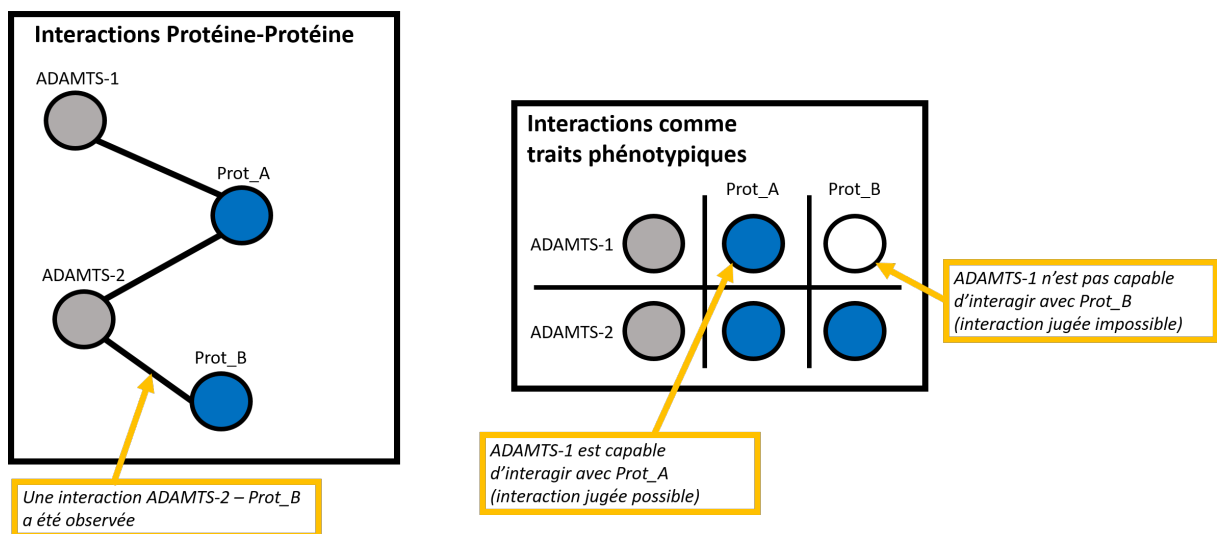 Interactions Protéine-Protéine
ADAMTS-1
Prot_A
ADAMTS-2
Prot_B
Une interaction ADAMTS-2 – Prot_B
a été observée
Interactions comme
traits phénotypiques
Prot_A
Prot_B
ADAMTS-1
ADAMTS-2
ADAMTS-1 n’est pas capable
d’interagir avec Prot_B
(interaction jugée impossible)
ADAMTS-1 est capable
d’interagir avec Prot_A
(interaction jugée possible)